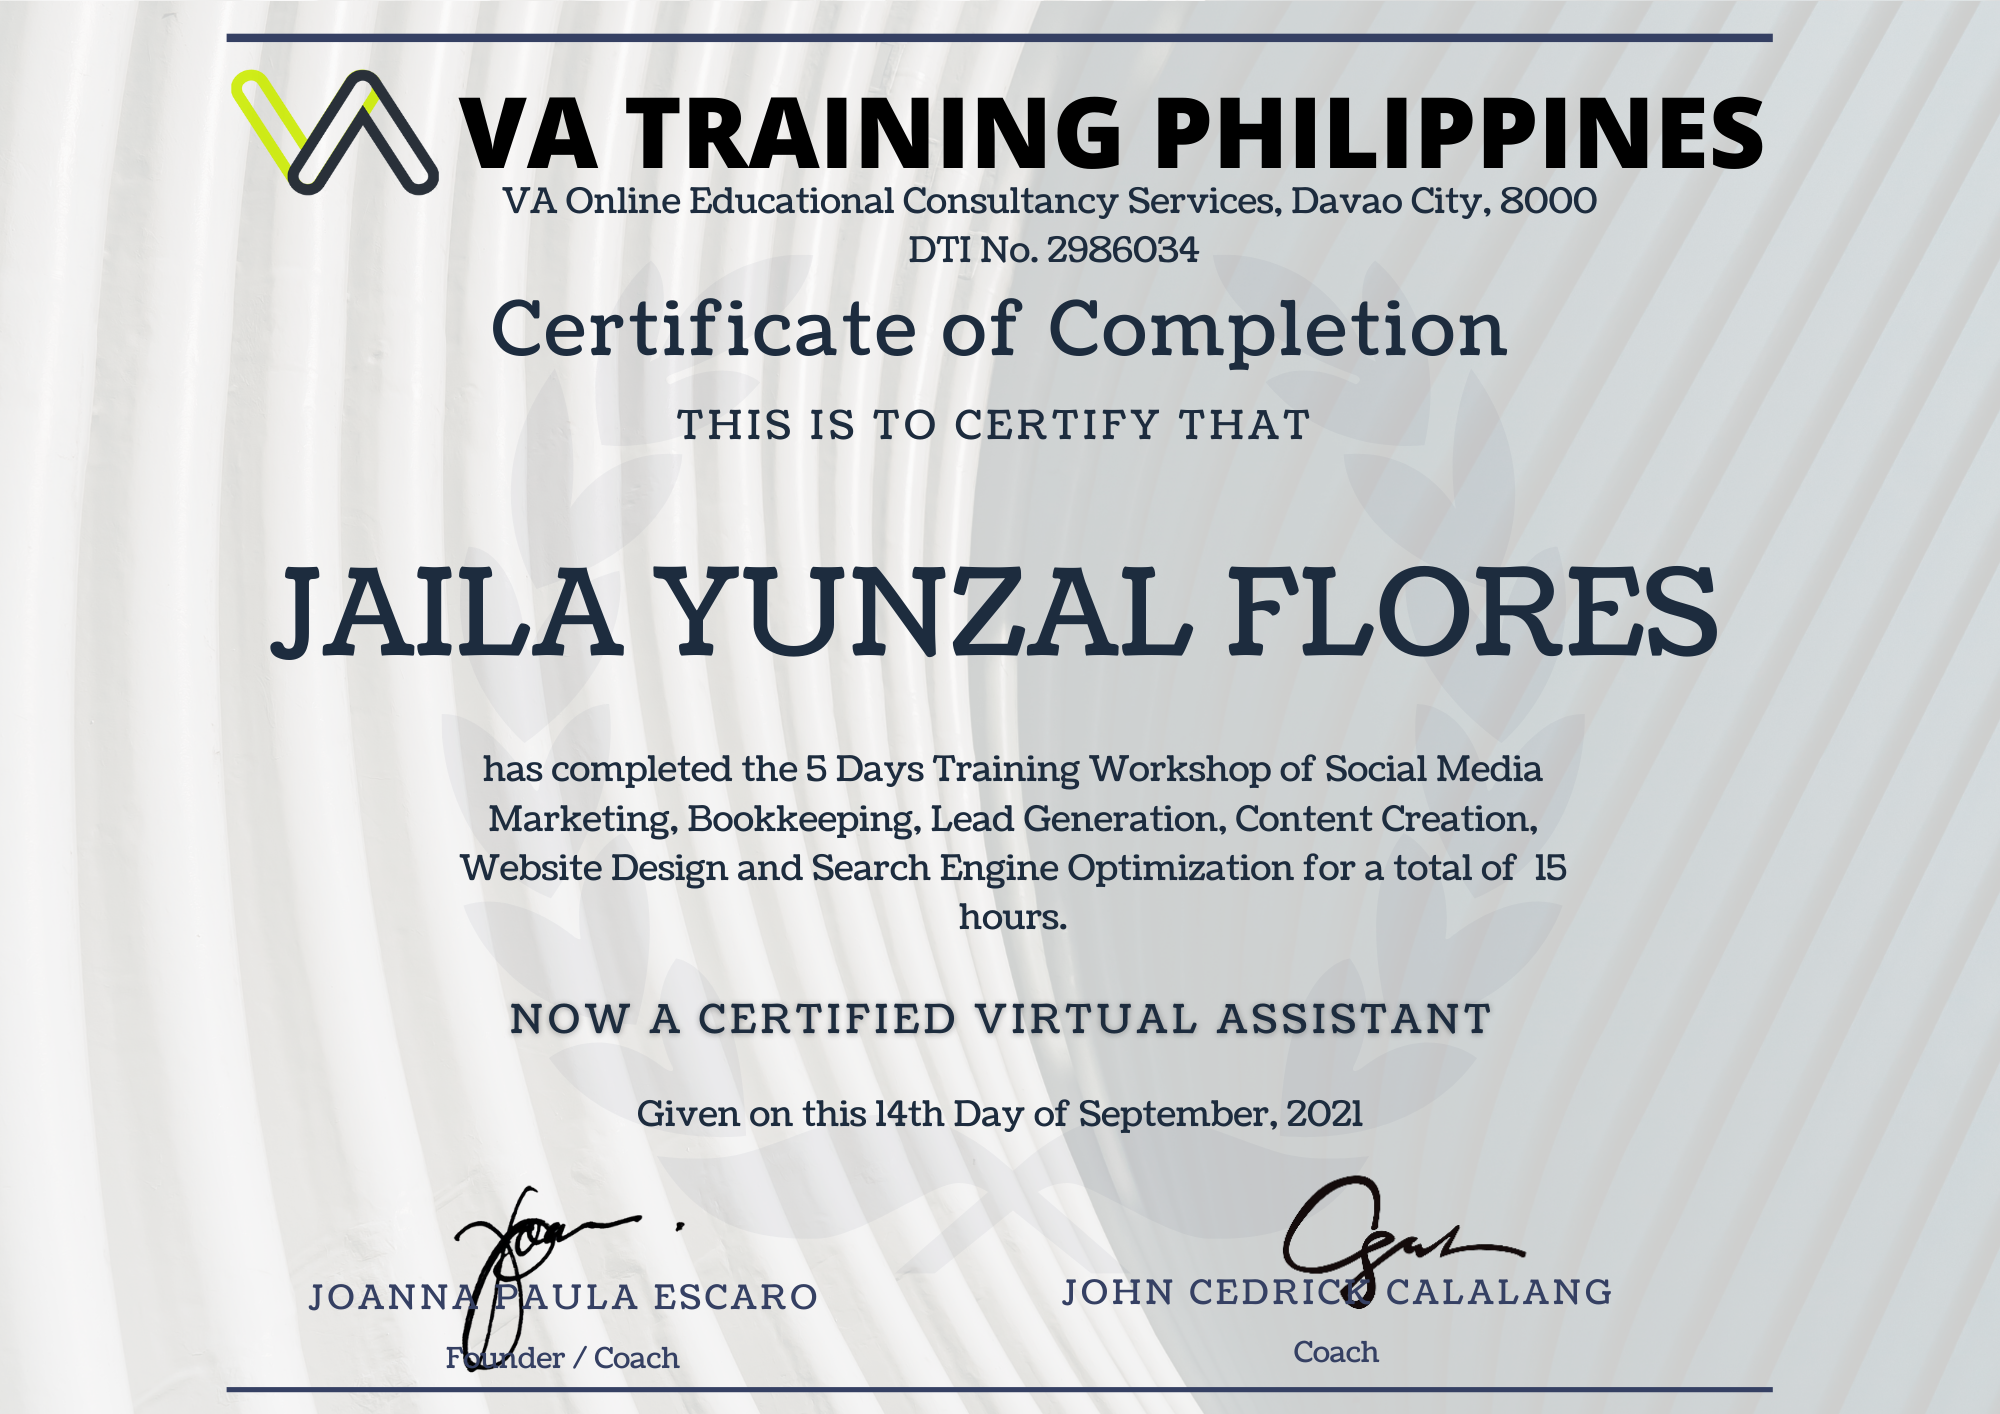 VA TRAINING PHILIPPINES
VA Online Educational Consultancy Services, Davao City, 8000
DTI No. 2986034
Certificate of Completion
THIS IS TO CERTIFY THAT
JAILA YUNZAL FLORES
has completed the 5 Days Training Workshop of Social Media
Marketing, Bookkeeping, Lead Generation, Content Creation,
Website Design and Search Engine Optimization for a total of 15
hours.
NOW A CERTIFIED VIRTUAL ASSISTANT
Given on this 14th Day of September, 2021
JOANNA PAULA ESCARO
Founder / Coach
JOHN CEDRICK CALALANG
Coach